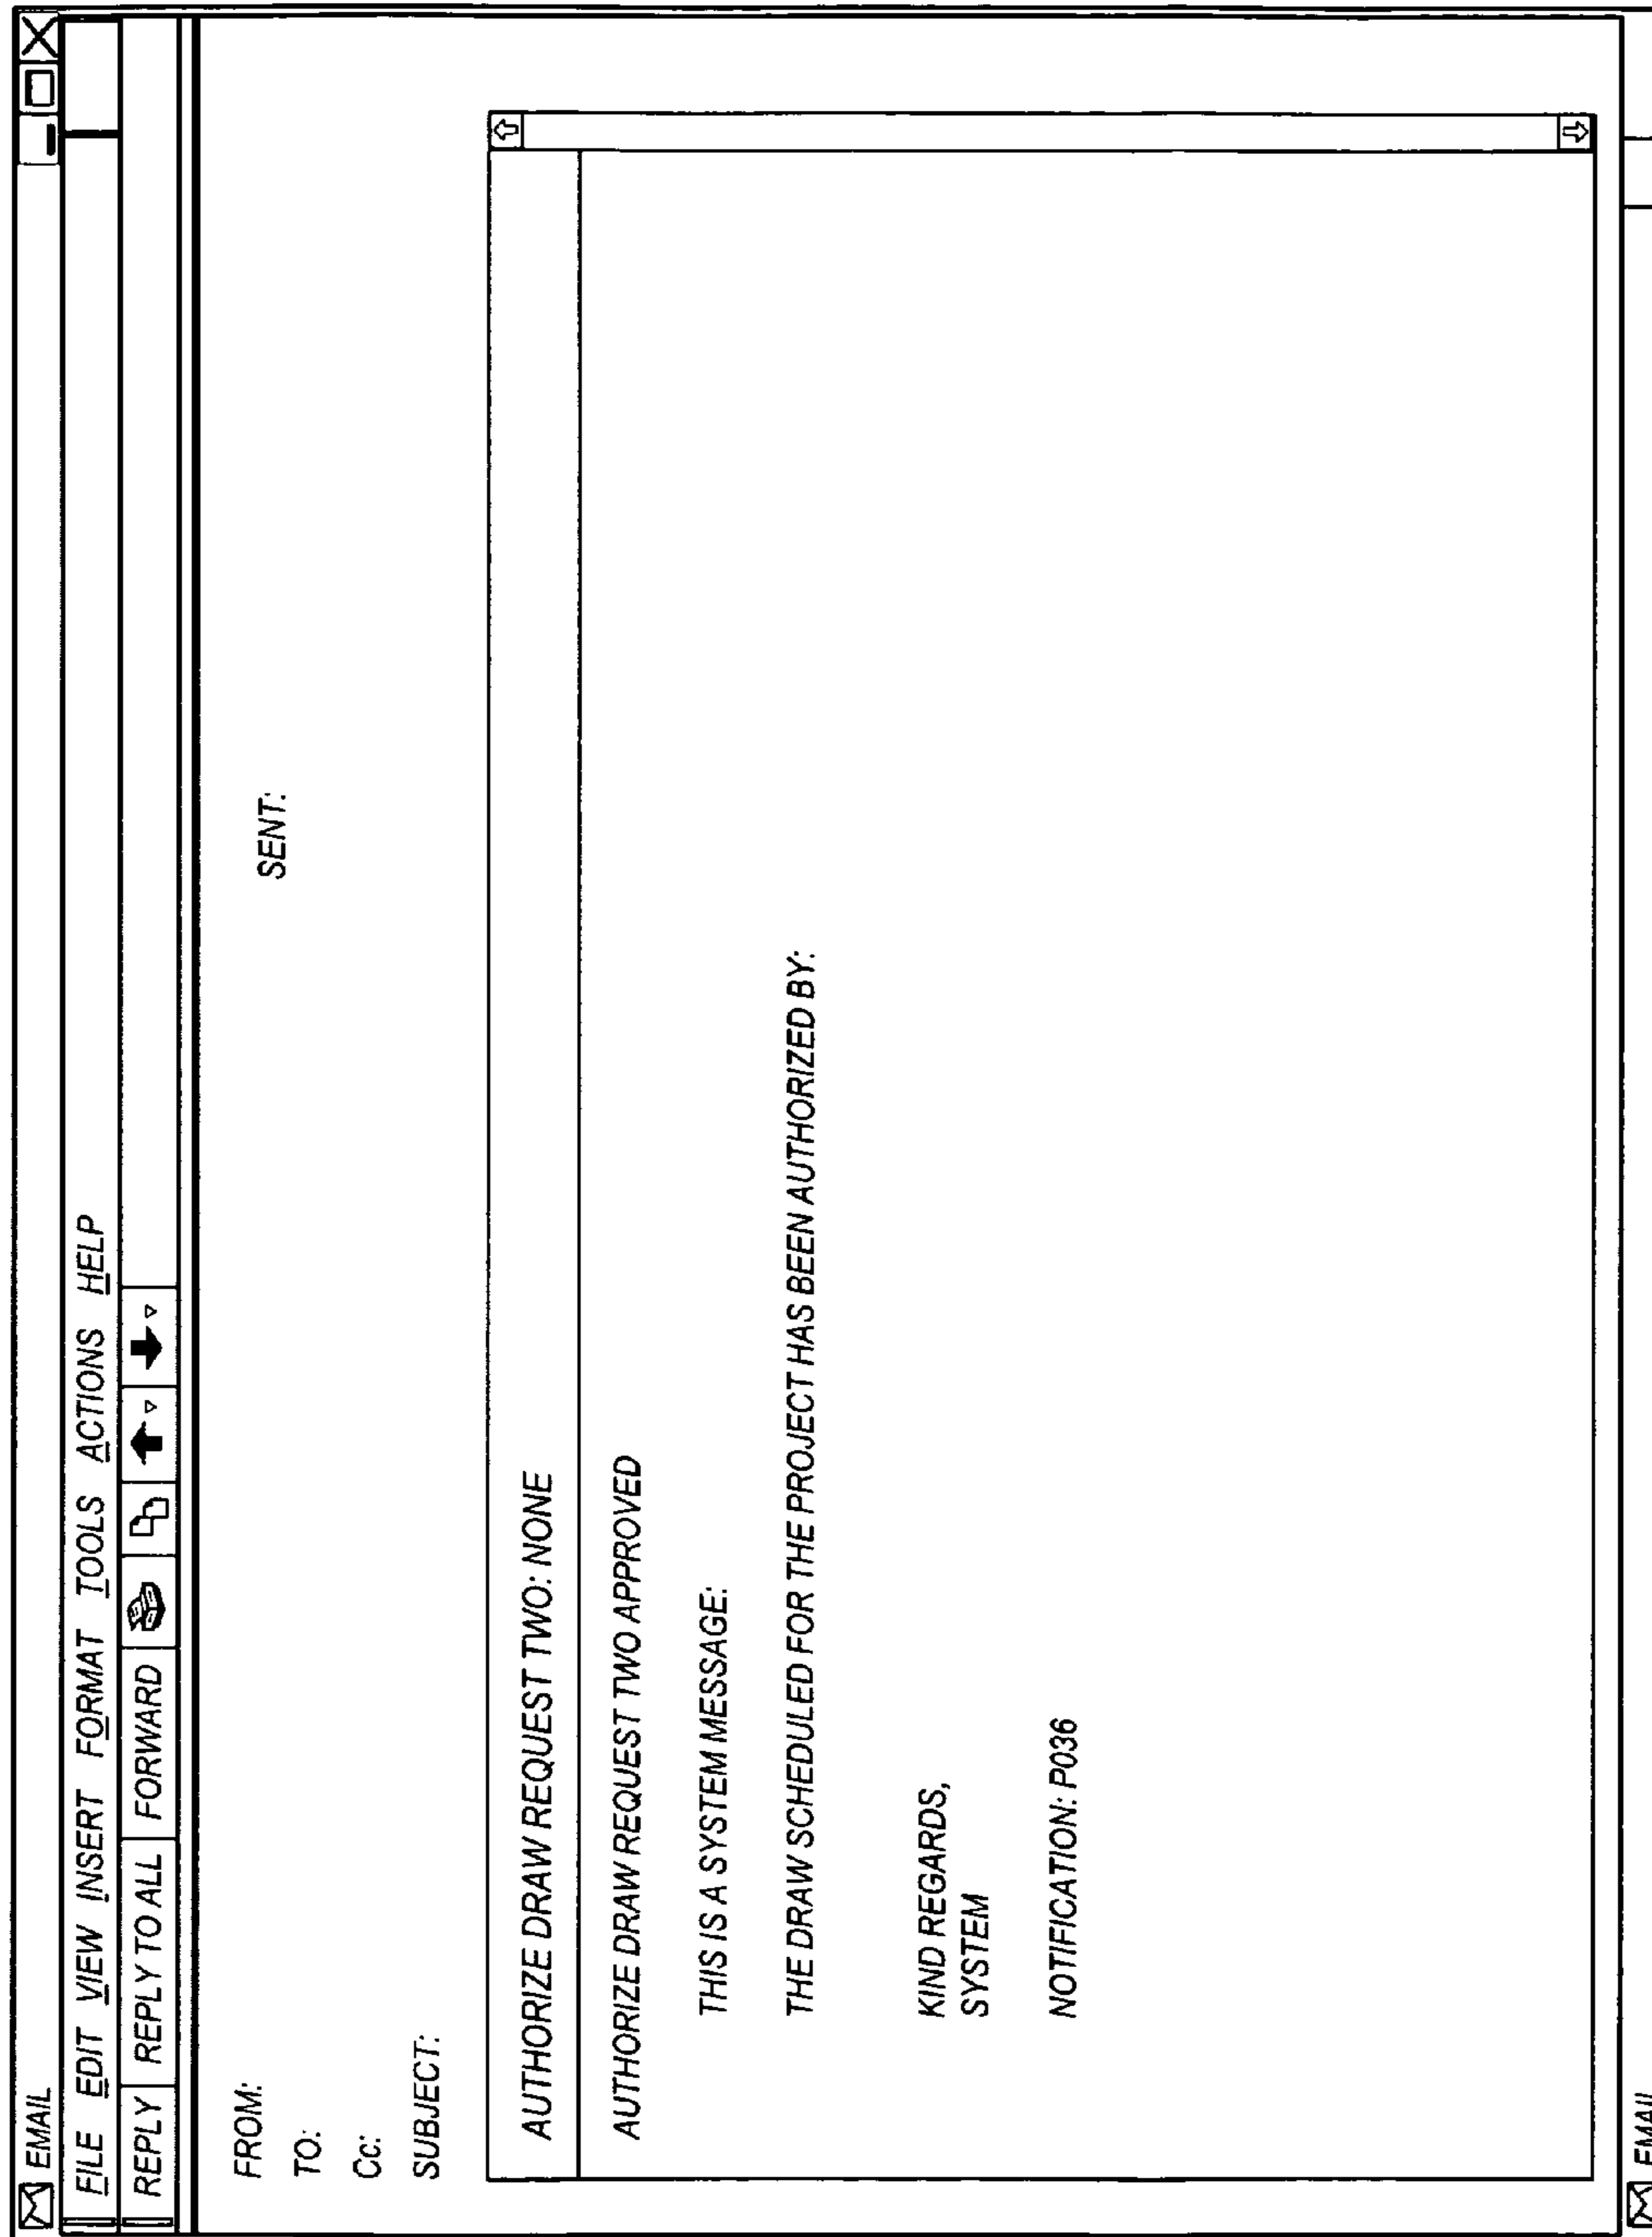 EMAIL
FILE EDIT VIEW INSERT FORMAT TOOLS ACTIONS HELP
REPLY REPLY TO ALL FORWARD
FROM: SENT:
TO:
Cc:
SUBJECT:
AUTHORIZE DRAW REQUEST TWO: NONE
AUTHORIZE DRAW REQUEST TWO APPROVED
THIS IS A SYSTEM MESSAGE:
THE DRAW SCHEDULED FOR THE PROJECT HAS BEEN AUTHORIZED BY:
KIND REGARDS,
SYSTEM
NOTIFICATION: P036
EMAIL